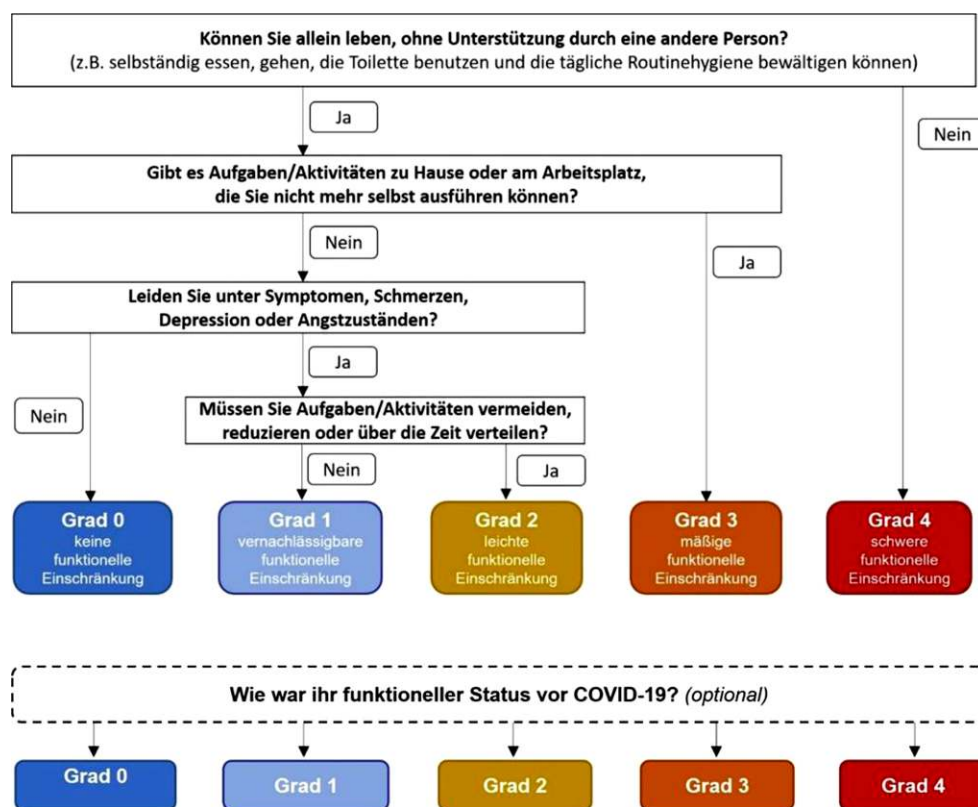 Können Sie allein leben, ohne Unterstützung durch eine andere Person?
(z.B. selbständig essen, gehen, die Toilette benutzen und die tägliche Routinehygiene bewältigen können)
Ja
Nein
Gibt es Aufgaben/Aktivitäten zu Hause oder am Arbeitsplatz,
die Sie nicht mehr selbst ausführen können?
Nein
Ja
Leiden Sie unter Symptomen, Schmerzen,
Depression oder Angstzuständen?
Ja
Nein
Müssen Sie Aufgaben/Aktivitäten vermeiden,
reduzieren oder über die Zeit verteilen?
Nein
Ja
Grad 0
keine
funktionelle
Einschränkung
Grad 1
vernachlässigbare
funktionelle
Einschränkung
Grad 2
leichte
funktionelle
Einschränkung
Grad 3
mäßige
funktionelle
Einschränkung
Grad 4
schwere
funktionelle
Einschränkung
Wie war ihr funktioneller Status vor COVID-19? (optional)
Grad 0
Grad 1
Grad 2
Grad 3
Grad 4